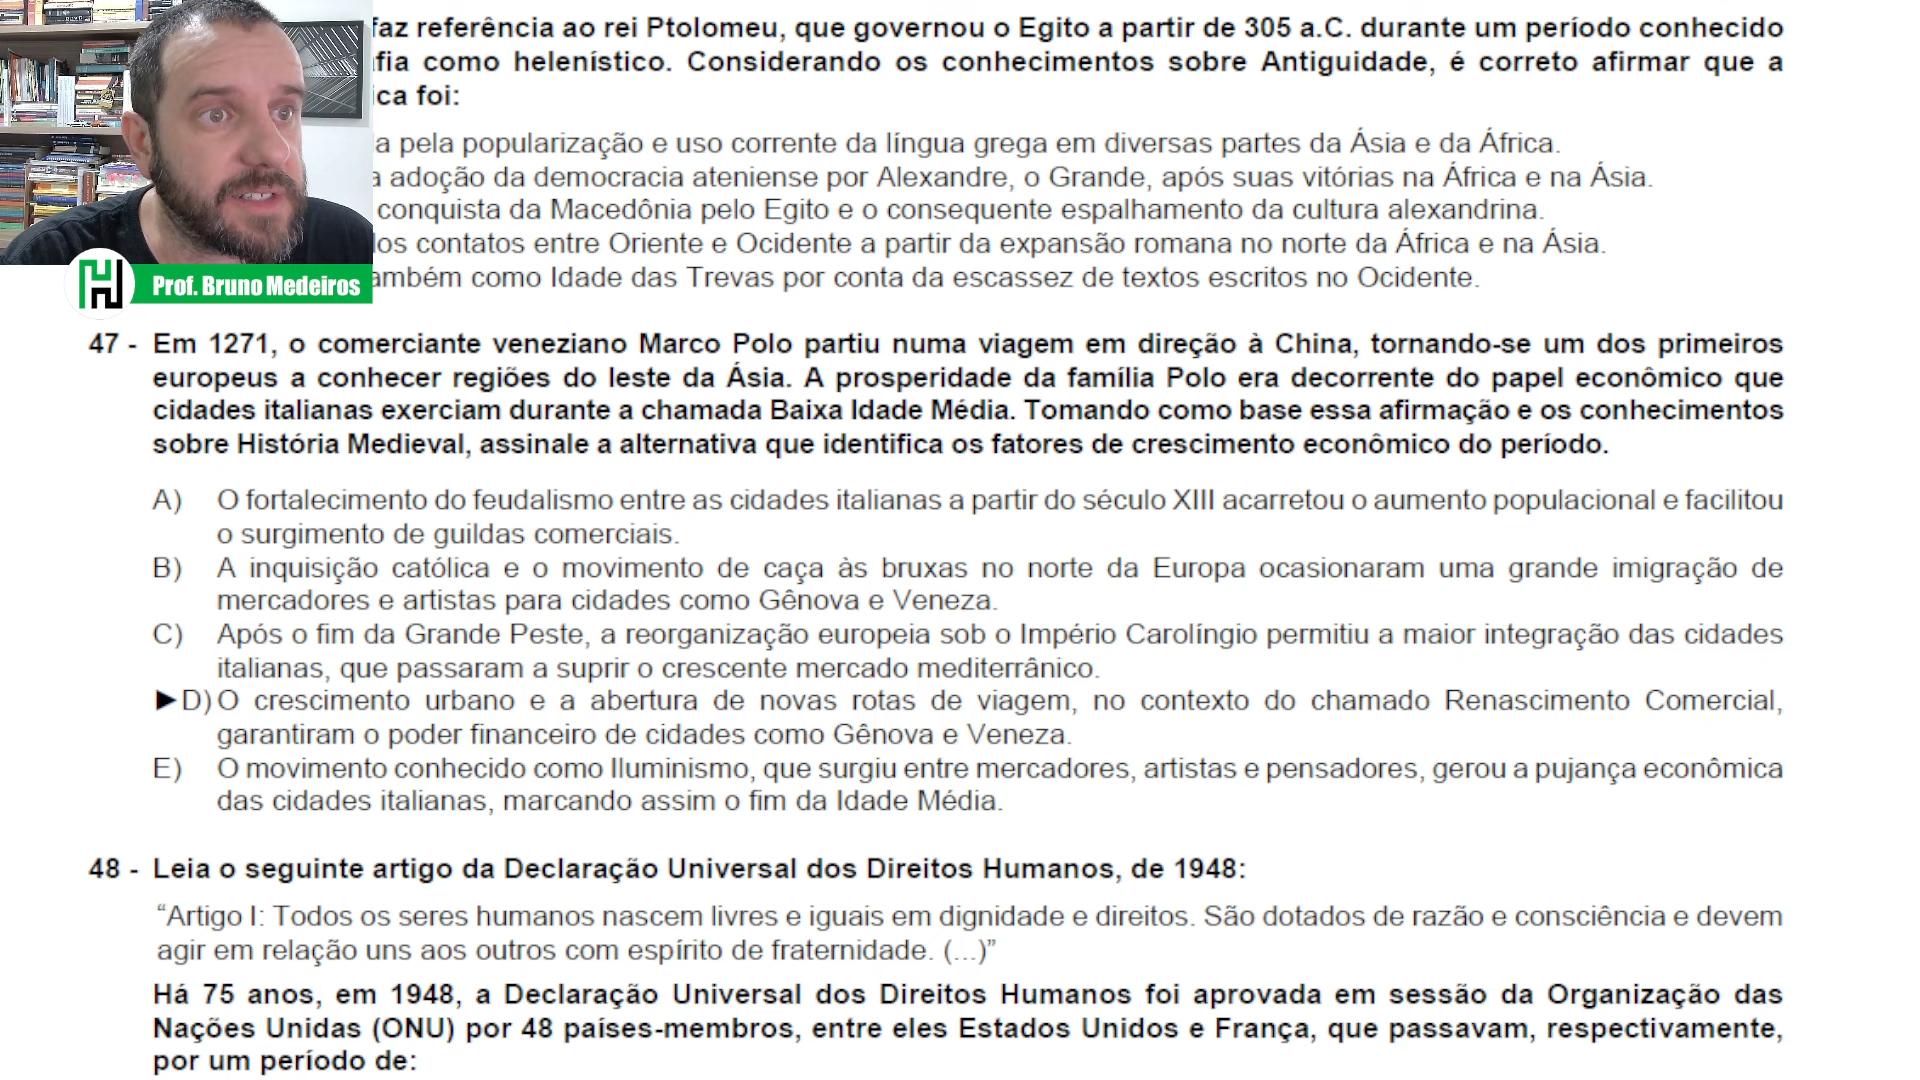 faz referência ao rei Ptolomeu, que governou o Egito a partir de 305 a.C. durante um período conhecido
como helenístico. Considerando os conhecimentos sobre Antiguidade, é correto afirmar que a
foi:
pela popularização e uso corrente da língua grega em diversas partes da Ásia e da África.
adoção da democracia ateniense por Alexandre, o Grande, após suas vitórias na África e na Ásia.
conquista da Macedônia pelo Egito e o consequente espalhamento da cultura alexandrina.
contatos entre Oriente e Ocidente a partir da expansão romana no norte da África e na Ásia.
também como Idade das Trevas por conta da escassez de textos escritos no Ocidente.
Prof. Bruno Medeiros
47 - Em 1271, o comerciante veneziano Marco Polo partiu numa viagem em direção à China, tornando-se um dos primeiros
europeus a conhecer regiões do leste da Ásia. A prosperidade da família Polo era decorrente do papel econômico que
cidades italianas exerciam durante a chamada Baixa Idade Média. Tomando como base essa afirmação e os conhecimentos
sobre História Medieval, assinale a alternativa que identifica os fatores de crescimento econômico do período.
A) O fortalecimento do feudalismo entre as cidades italianas a partir do século XIII acarretou o aumento populacional e facilitou
o surgimento de guildas comerciais.
B) A inquisição católica e o movimento de caça às bruxas no norte da Europa ocasionaram uma grande imigração de
mercadores e artistas para cidades como Gênova e Veneza.
C) Após o fim da Grande Peste, a reorganização europeia sob o Império Carolíngio permitiu a maior integração das cidades
italianas, que passaram a suprir o crescente mercado mediterrânico.
►D) O crescimento urbano e a abertura de novas rotas de viagem, no contexto do chamado Renascimento Comercial,
garantiram o poder financeiro de cidades como Gênova e Veneza.
E) O movimento conhecido como Iluminismo, que surgiu entre mercadores, artistas e pensadores, gerou a pujança econômica
das cidades italianas, marcando assim o fim da Idade Média.
48 - Leia o seguinte artigo da Declaração Universal dos Direitos Humanos, de 1948:
“Artigo I: Todos os seres humanos nascem livres e iguais em dignidade e direitos. São dotados de razão e consciência e devem
agir em relação uns aos outros com espírito de fraternidade. (...)”
Há 75 anos, em 1948, a Declaração Universal dos Direitos Humanos foi aprovada em sessão da Organização das
Nações Unidas (ONU) por 48 países-membros, entre eles Estados Unidos e França, que passavam, respectivamente,
por um período de: